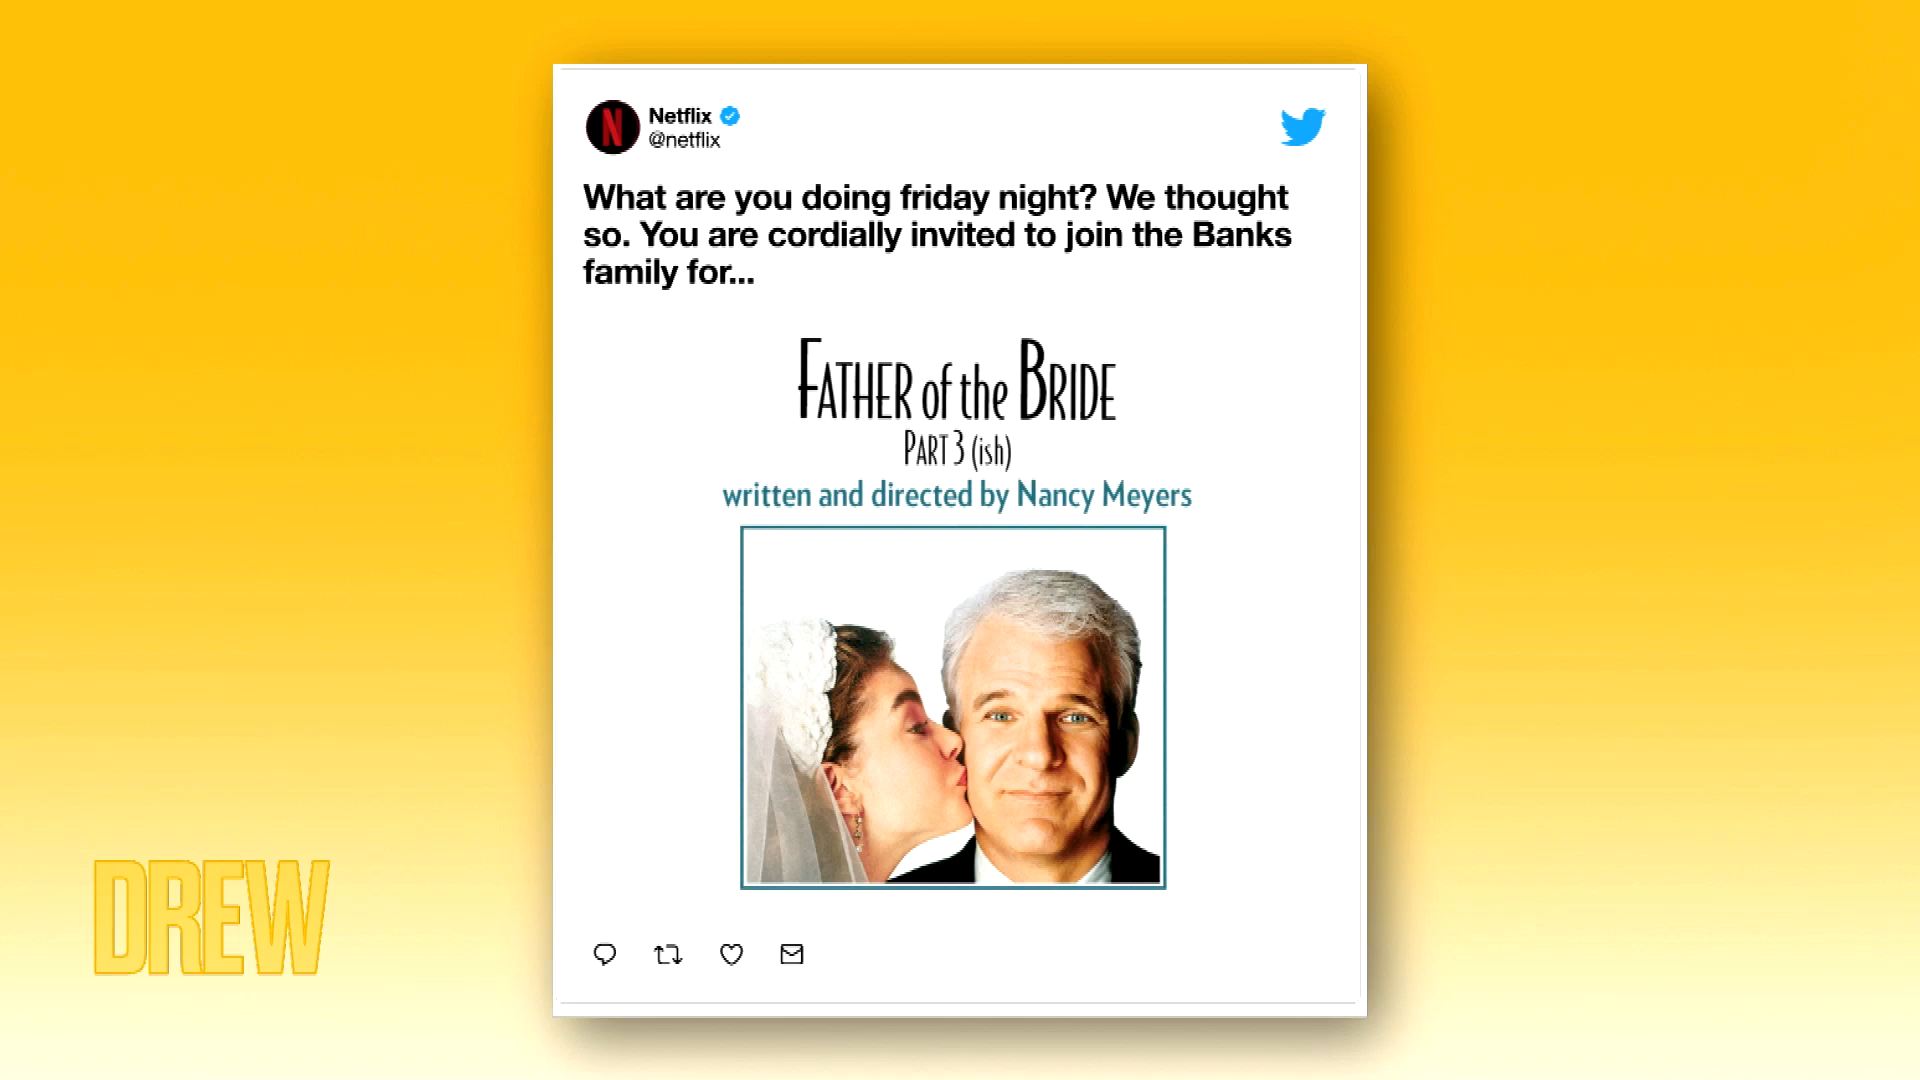 Netflix
@netflix
What are you doing friday night? We thought
so. You are cordially invited to join the Banks
family for...
FATHER of the BRIDE
PART 3 (ish)
written and directed by Nancy Meyers
DREW